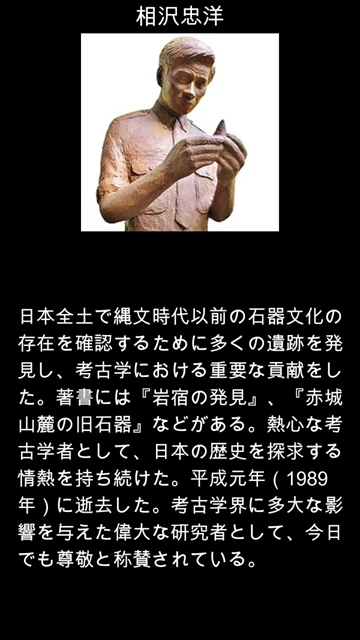 相沢忠洋
日本全土で縄文時代以前の石器文化の
存在を確認するために多くの遺跡を発
見し、考古学における重要な貢献をし
た。著書には『岩宿の発見』、『赤城
山麓の旧石器』などがある。熱心な考
古学者として、日本の歴史を探求する
情熱を持ち続けた。平成元年（1989
年）に逝去した。考古学界に多大な影
響を与えた偉大な研究者として、今日
でも尊敬と称賛されている。